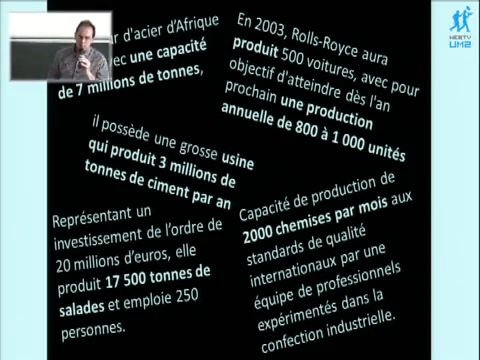 r d'acier d'Afrique
vec une capacité
de 7 millions de tonnes,
En 2003, Rolls-Royce aura
produit 500 voitures, avec pour
objectif d'atteindre dès l'an
prochain une production
annuelle de 800 à 1 000 unités
il possède une grosse usine
qui produit 3 millions de
tonnes de ciment par an
Représentant un
investissement de l'ordre de
20 millions d'euros, elle
produit 17 500 tonnes de
salades et emploie 250
personnes.
Capacité de production de
2000 chemises par mois aux
standards de qualité
internationaux par une
équipe de professionnels
expérimentés dans la
confection industrielle.
WEBTV
UM2